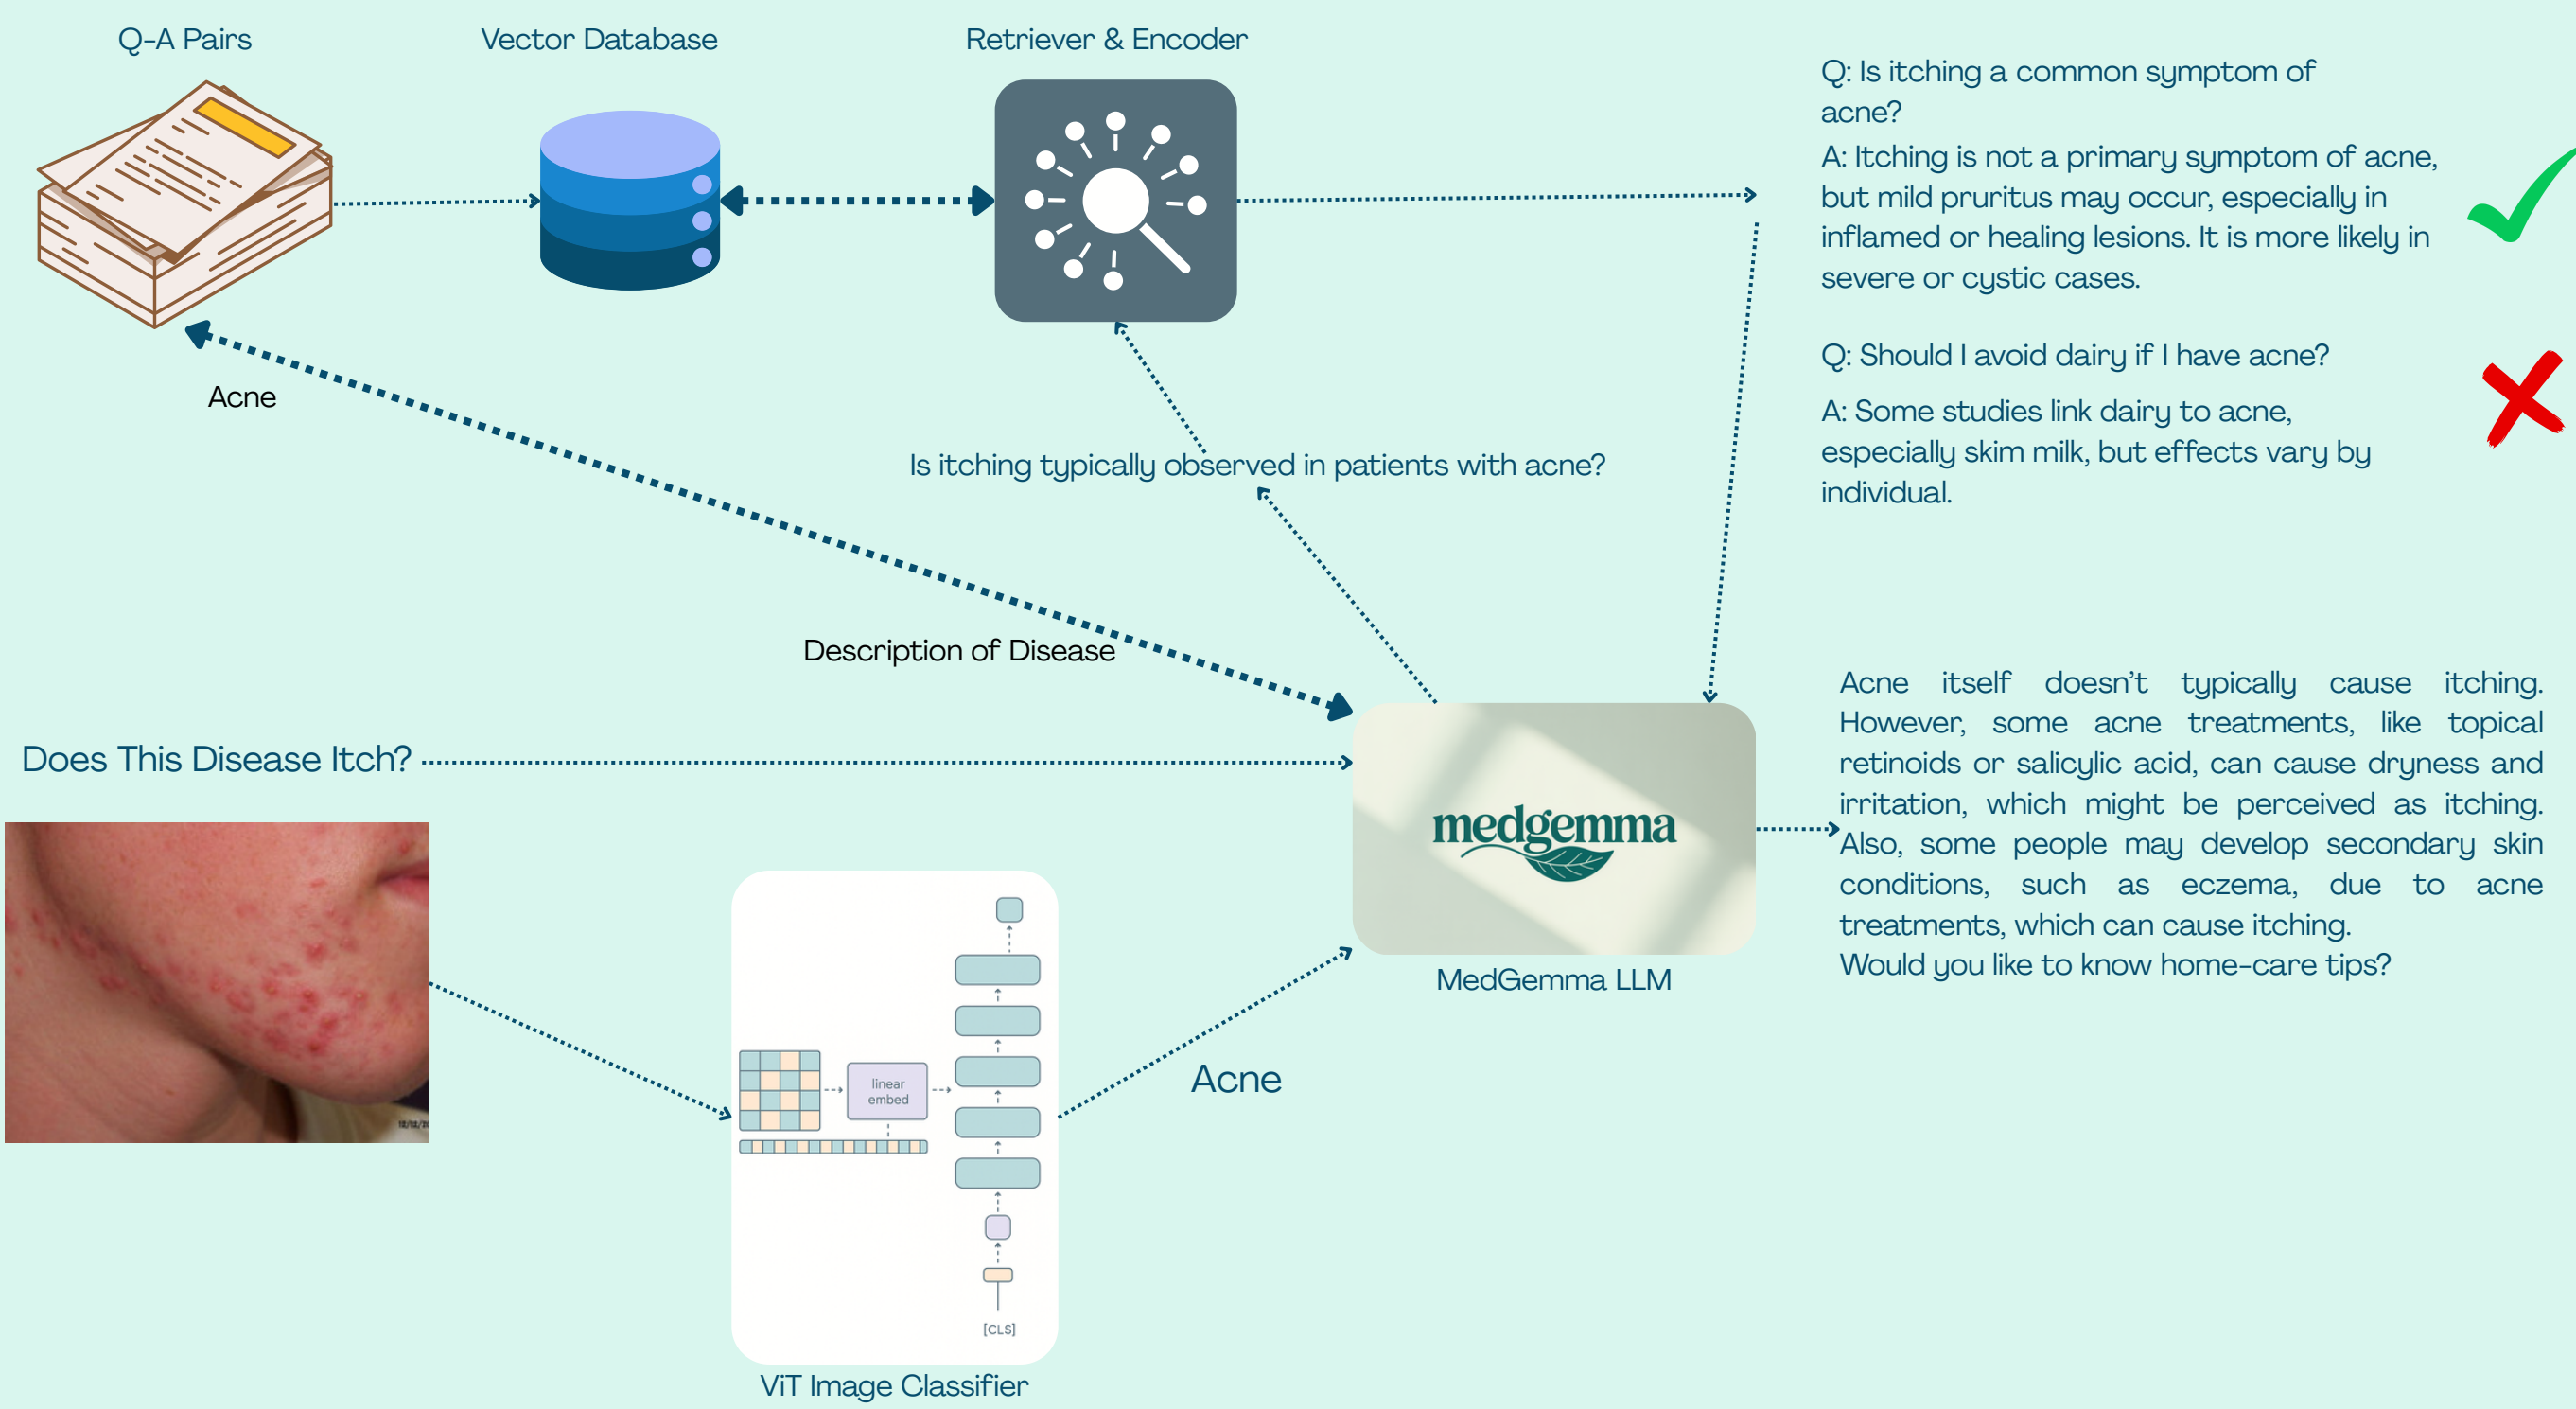 Q-A Pairs
Vector Database
Retriever & Encoder
Q: Is itching a common symptom of
acne?
A: Itching is not a primary symptom of acne,
but mild pruritus may occur, especially in
inflamed or healing lesions. It is more likely in
severe or cystic cases.
Q: Should I avoid dairy if I have acne?
A: Some studies link dairy to acne,
especially skim milk, but effects vary by
individual.
Acne
Is itching typically observed in patients with acne?
Description of Disease
Does This Disease Itch?
medgemma
MedGemma LLM
Acne itself doesn't typically cause itching.
However, some acne treatments, like topical
retinoids or salicylic acid, can cause dryness and
irritation, which might be perceived as itching.
Also, some people may develop secondary skin
conditions, such as eczema, due to acne
treatments, which can cause itching.
Would you like to know home-care tips?
linear
embed
[CLS]
Acne
ViT Image Classifier